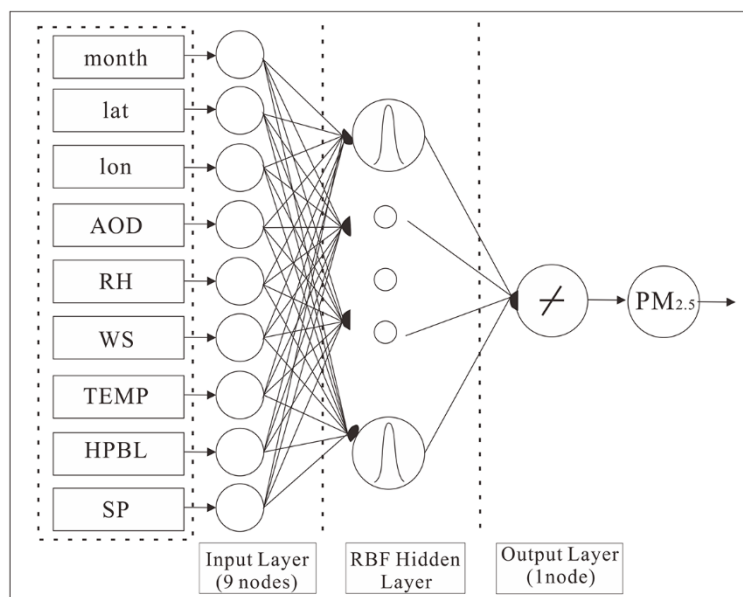 month
lat
lon
AOD
RH
WS
TEMP
HPBL
SP
PM2.5
Input Layer
(9 nodes)
RBF Hidden
Layer
Output Layer
(1node)